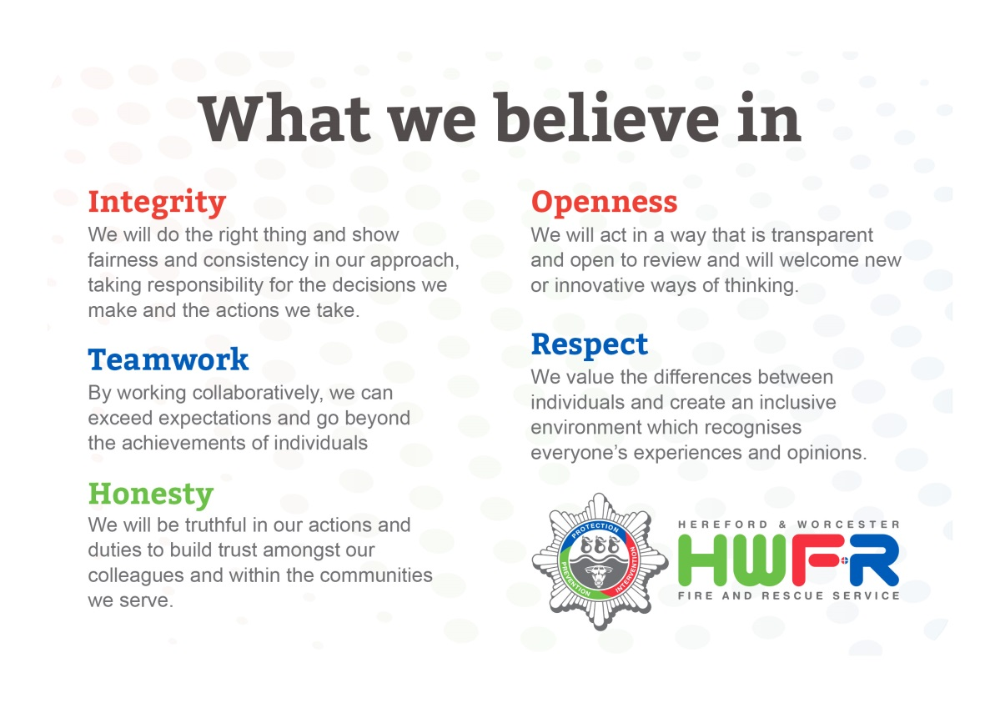 What we believe in
Integrity
We will do the right thing and show
fairness and consistency in our approach,
taking responsibility for the decisions we
make and the actions we take.
Teamwork
By working collaboratively, we can
exceed expectations and go beyond
the achievements of individuals
Honesty
We will be truthful in our actions and
duties to build trust amongst our
colleagues and within the communities
we serve.
Openness
We will act in a way that is transparent
and open to review and will welcome new
or innovative ways of thinking.
Respect
We value the differences between
individuals and create an inclusive
environment which recognises
everyone’s experiences and opinions.
PROTECTION
PREVENTION
INTERVENTION
HEREFORD & WORCESTER
HWFR
FIRE AND RESCUE SERVICE